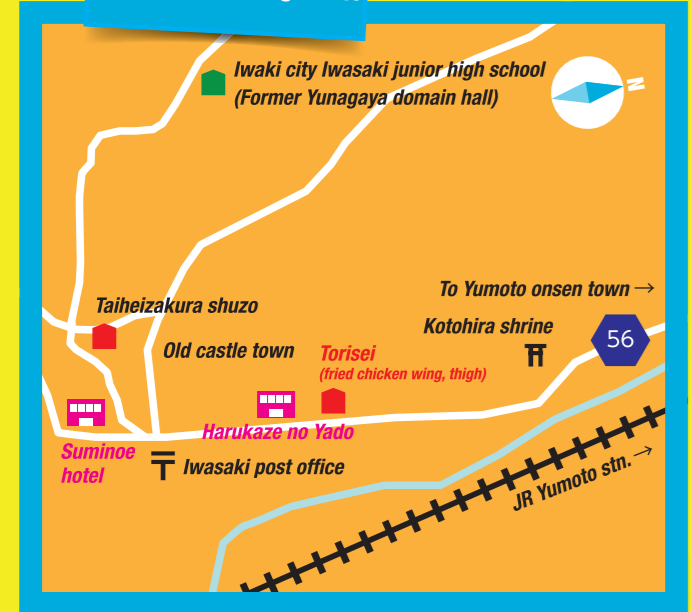 Iwaki city Iwasaki junior high school
(Former Yunagaya domain hall)
N
To Yumoto onsen town →
Taiheizakura shuzo
Kotohira shrine
56
Old castle town
Torisei
(fried chicken wing, thigh)
Harukaze no Yado
Suminoe
hotel
Iwasaki post office
JR Yumoto stn. →